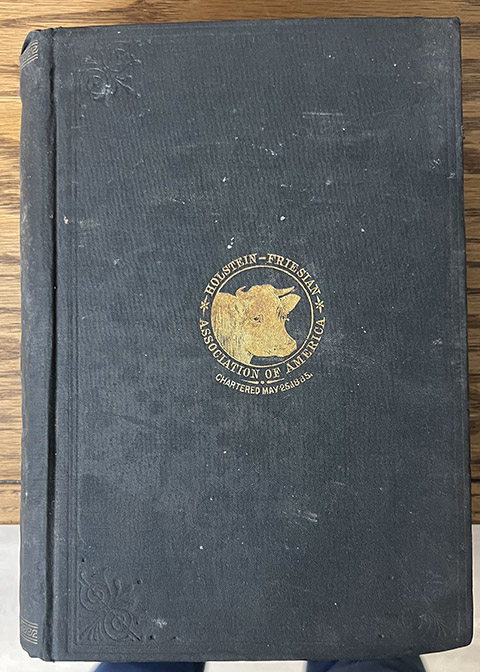 HOLSTEIN-FRIESIAN
ASSOCIATION OF AMERICA
CHARTERED MAY 25.1885.